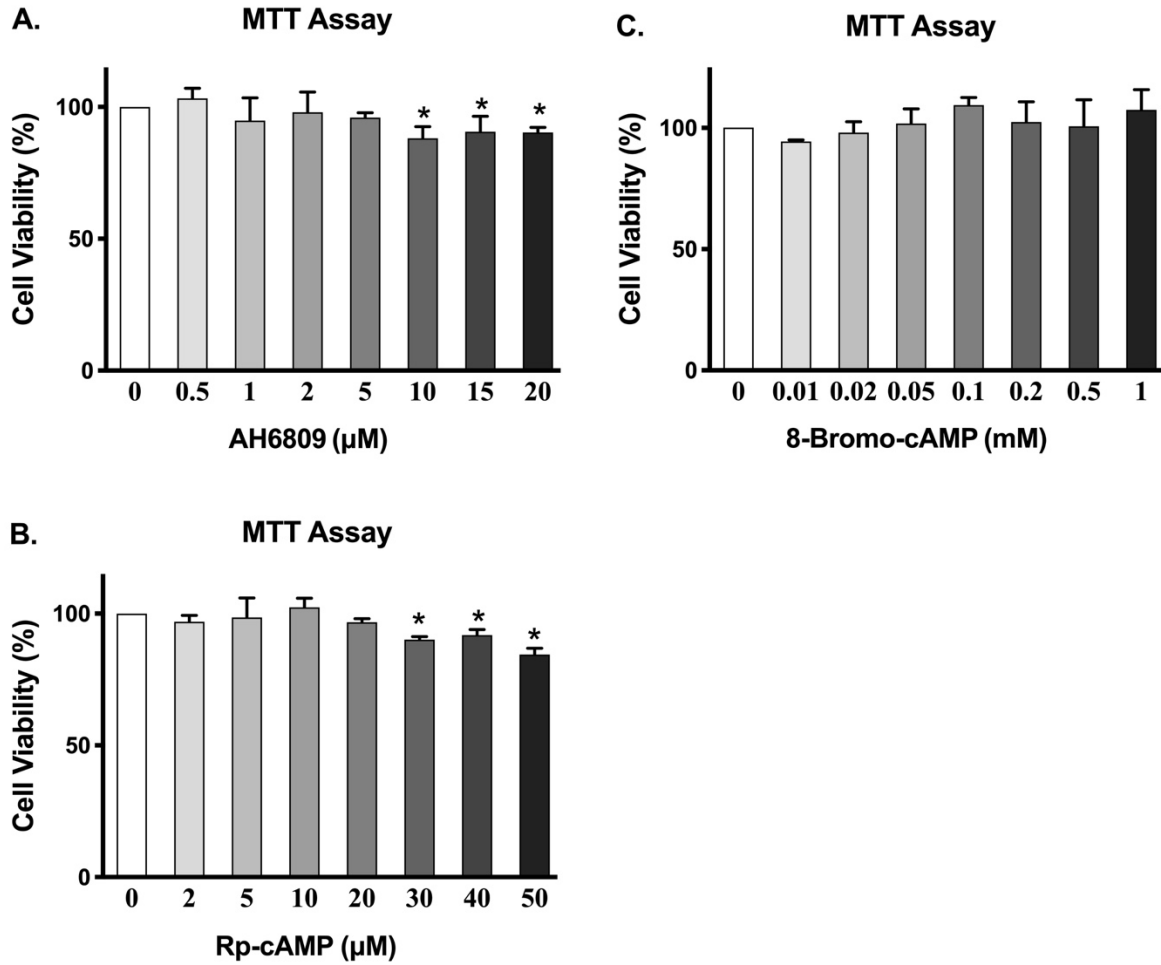 A.
MTT Assay
Cell Viability (%)
100
50
0
* * *
0 0.5 1 2 5 10 15 20
AH6809 (µM)
B.
MTT Assay
Cell Viability (%)
100
50
0
* * *
0 2 5 10 20 30 40 50
Rp-cAMP (µM)
C.
MTT Assay
Cell Viability (%)
100
50
0
0 0.01 0.02 0.05 0.1 0.2 0.5 1
8-Bromo-cAMP (mM)